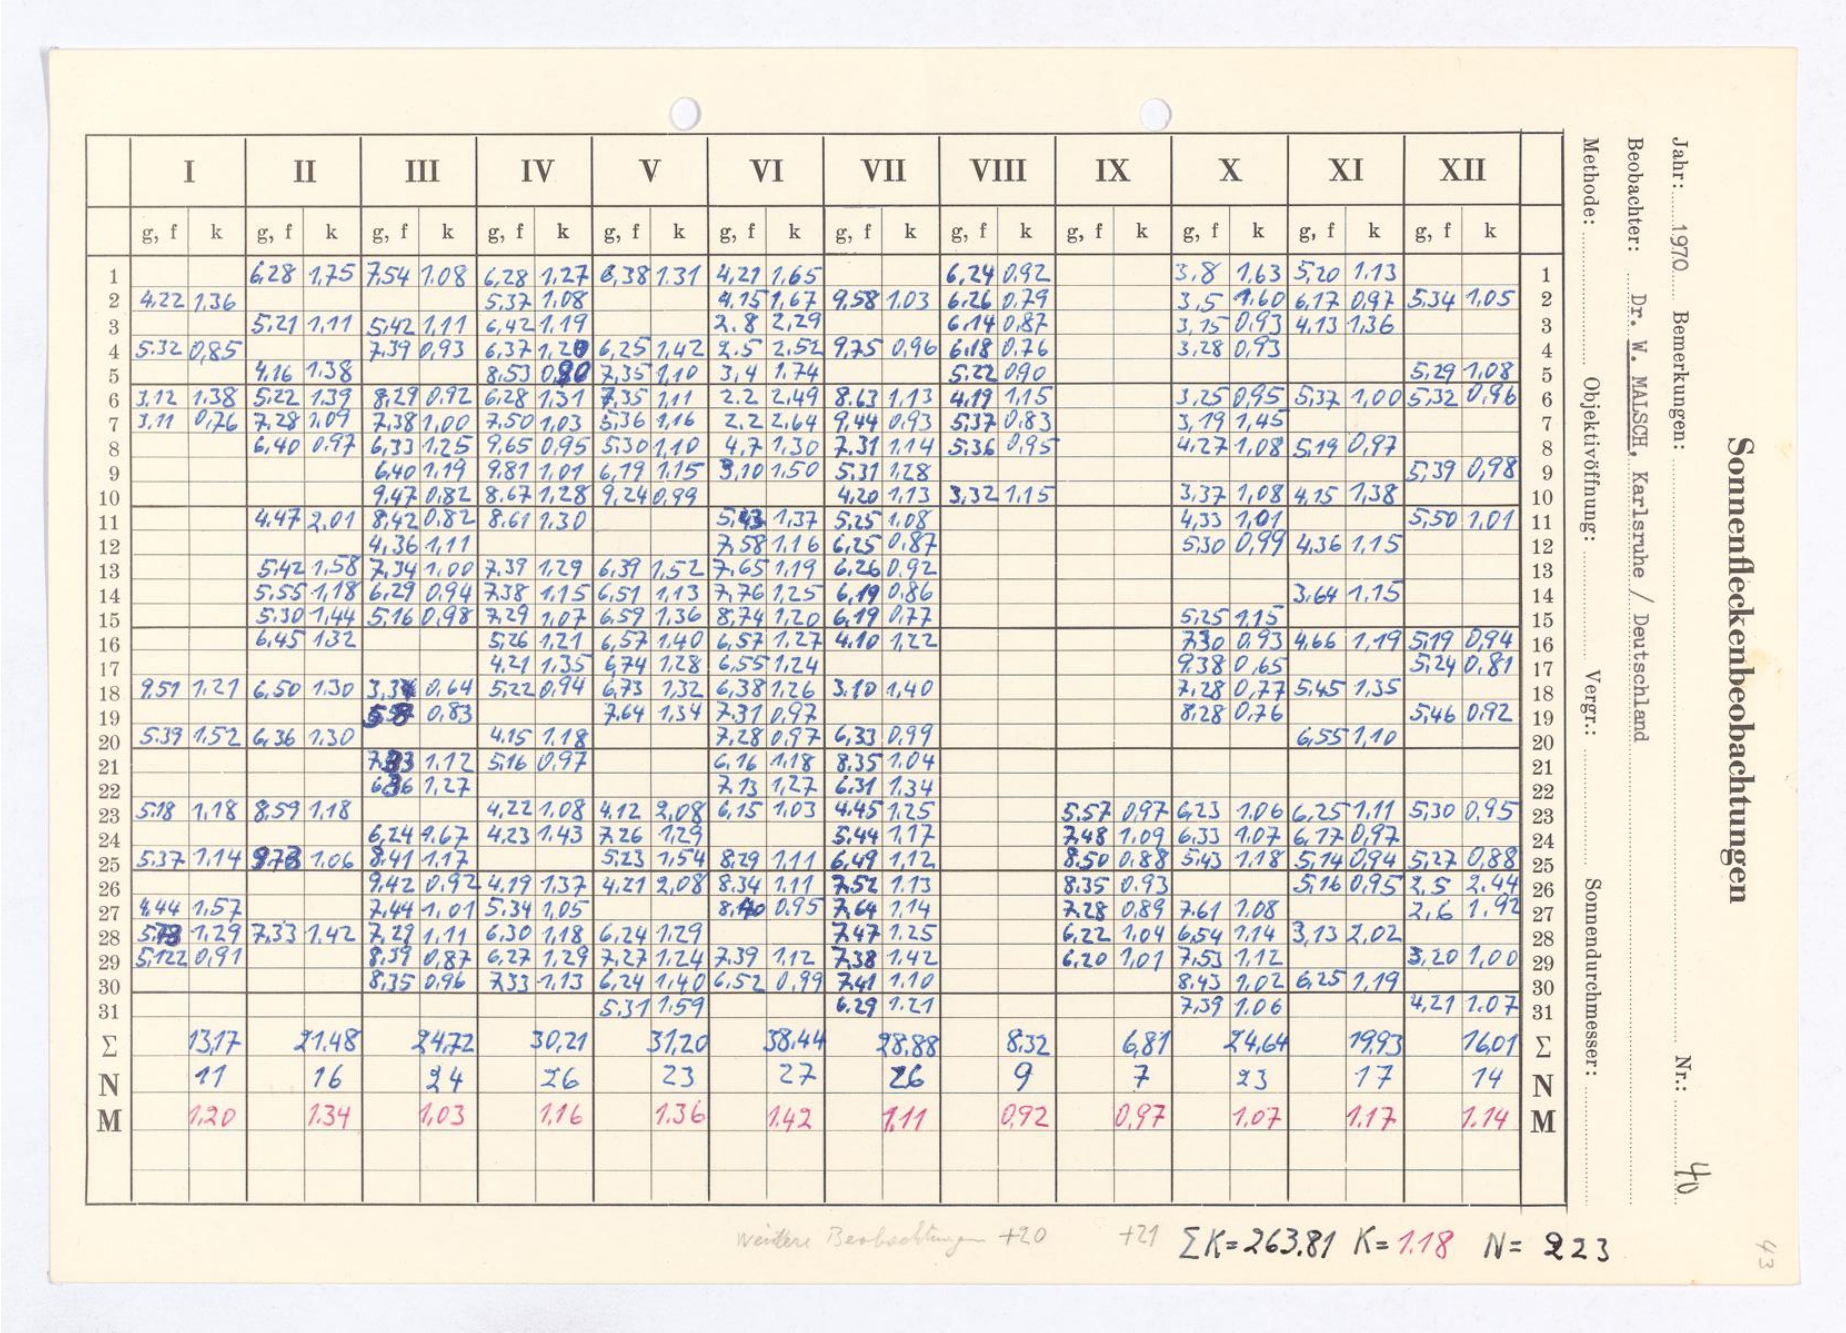 Sonnenfleckenbeobachtungen
Jahr: 1970 Bemerkungen: Nr.: 40
Beobachter: Dr. W. MALSCH, Karlsruhe / Deutschland
Methode: Objektivöffnung: Vergr.: Sonnendurchmesser:
I II III IV V VI VII VIII IX X XI XII
g, f k g, f k g, f k g, f k g, f k g, f k g, f k g, f k g, f k g, f k g, f k g, f k
1 6,28 1,75 7,54 1.08 6,28 1,27 6,38 1.31 4,21 1,65 6,24 0,92 3,8 1,63 5,20 1.13 1
2 4,22 1,36 5,37 1,08 4,15 1,67 9,58 1.03 6,26 0,79 3,5 1.60 6,17 0,97 5.34 1,05 2
3 5,21 1,11 5,42 1,11 6,42 1,19 2.8 2,29 6,14 0,87 3,15 0,93 4.13 1,36 3
4 5.32 0,85 7,39 0,93 6,37 1,20 6,25 1,42 2.5 2.52 9,75 0,96 6.18 0.76 3,28 0,93 4
5 4.16 1.38 8,53 0,90 7,35 1,10 3,4 1.74 5.22 0,90 5,29 1,08 5
6 3,12 1,38 5,22 1.39 8,29 0,92 6,28 1.31 7,35 1,11 2.2 2,49 8.63 1,13 4,19 1,15 3,25 0,95 5,37 1,00 5,32 0,96 6
7 3,11 0,76 7,28 1,09 7,38 1,00 7,50 1,03 5,36 1,16 2.2 2,64 9,44 0,93 5,37 0,83 3,19 1,45 7
8 6,40 0.97 6,33 1,25 9,65 0,95 5,30 1,10 4,7 1.30 7.31 1.14 5.36 0,95 4,27 1,08 5,19 0,97 8
9 6,40 1,19 9,81 1,01 6,19 1,15 3,10 1,50 5,31 1,28 5,39 0,98 9
10 9,47 0,82 8,67 1,28 9,24 0,99 4,20 1,13 3,32 1,15 3,37 1,08 4,15 1,38 10
11 4.47 2,01 8,42 0,82 8,61 1.30 5,43 1,37 5,25 1,08 4,33 1,01 5,50 1,01 11
12 4,36 1,11 7,58 1,16 6,25 0,87 5,30 0,99 4,36 1,15 12
13 5,42 1,58 7,34 1,00 7,39 1,29 6,39 1,52 7,65 1,19 6,26 0,92 13
14 5,55 1,18 6,29 0,94 7,38 1,15 6,51 1,13 7,76 1,25 6,19 0,86 3.64 1,15 14
15 5.30 1,44 5,16 0,98 7,29 1,07 6.59 1,36 8,74 1,20 6,19 0,77 5,25 1,15 15
16 6,45 1.32 5,26 1,21 6,57 1.40 6,57 1.27 4.10 1,22 7,30 0,93 4,66 1,19 5,19 0,94 16
17 4.21 1.35 6,74 1,28 6,55 1,24 9,38 0,65 5,24 0,81 17
18 9.51 1,21 6,50 1.30 0,64 5,22 0,94 6,73 1,32 6,38 1,26 3.10 1,40 7,28 0,77 5,45 1,35 18
19 0,83 7,64 1,34 7,31 0,97 8,28 0,76 5,46 0,92 19
20 5.39 1,52 6,36 1.30 4.15 1,18 7,28 0,97 6,33 0,99 6,55 1,10 20
21 1,12 5,16 0,97 6,16 1,18 8.35 1.04 21
22 1,27 7,13 1,27 6.31 1,34 22
23 5.18 1,18 8,59 1,18 4,22 1.08 4.12 2,08 6,15 1,03 4.45 1,25 5.57 0,97 6,23 1.06 6,25 1,11 5,30 0,95 23
24 6,24 1.67 4,23 1,43 7,26 1,29 5.44 1,17 7,48 1,09 6,33 1,07 6,17 0,97 24
25 5.37 1,14 1.06 8,41 1,17 5.23 1,54 8,29 1,11 6,49 1,12 8.50 0,88 5,43 1,18 5,14 0,94 5,27 0,88 25
26 9,42 0,92 4.19 1,37 4.21 2,08 8.34 1,11 7,52 1.13 8.35 0.93 5,16 0,95 2,5 2.44 26
27 4.44 1,57 7,44 1,01 5.34 1,05 0.95 7,64 1,14 7.28 0,89 7,61 1.08 2,6 1,92 27
28 1,29 7,33 1,42 7,29 1,11 6,30 1,18 6,24 1,29 7,47 1.25 6,22 1,04 6,54 1,14 3,13 2,02 28
29 5,122 0,91 8,39 0,87 6,27 1,29 7,27 1.24 7,39 1,12 7,38 1,42 6,20 1,01 7,53 1,12 3,20 1,00 29
30 8,35 0,96 7,33 1,13 6,24 1,40 6,52 0,99 7,41 1,10 8,43 1,02 6,25 1,19 30
31 5.31 1,59 6.29 1.21 7,39 1.06 4,21 1.07 31
Σ 13,17 21,48 24,72 30,21 31,20 38,44 28,88 8,32 6,81 24,64 19,93 16,01 Σ
N 11 16 24 26 23 27 26 9 7 23 17 14 N
M 1,20 1.34 1,03 1,16 1.36 1.42 1,11 0,92 0,97 1.07 1.17 1.14 M
weitere Beobachtungen +20 +21 ΣK=263.81 K=1.18 N= 223
43